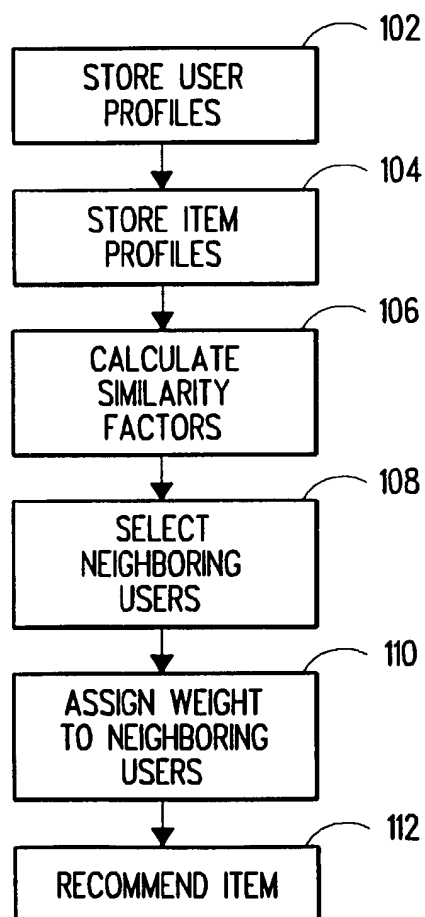 102
STORE USER
PROFILES
104
STORE ITEM
PROFILES
106
CALCULATE
SIMILARITY
FACTORS
108
SELECT
NEIGHBORING
USERS
110
ASSIGN WEIGHT
TO NEIGHBORING
USERS
112
RECOMMEND ITEM